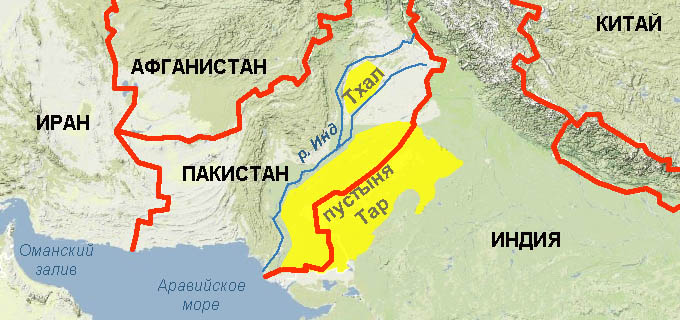 КИТАЙ
АФГАНИСТАН
Тхал
ИРАН
р. Инд
ПАКИСТАН
пустыня
Тар
ИНДИЯ
Оманский
залив
Аравийское
море